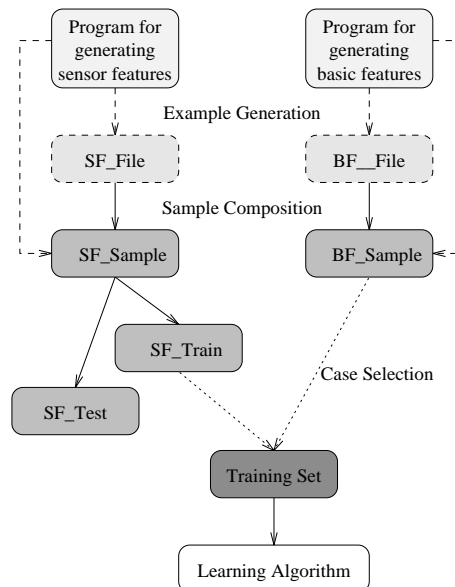 Program for
generating
sensor features
Program for
generating
basic features
Example Generation
SF_File
BF__File
Sample Composition
SF_Sample
BF_Sample
SF_Train
Case Selection
SF_Test
Training Set
Learning Algorithm